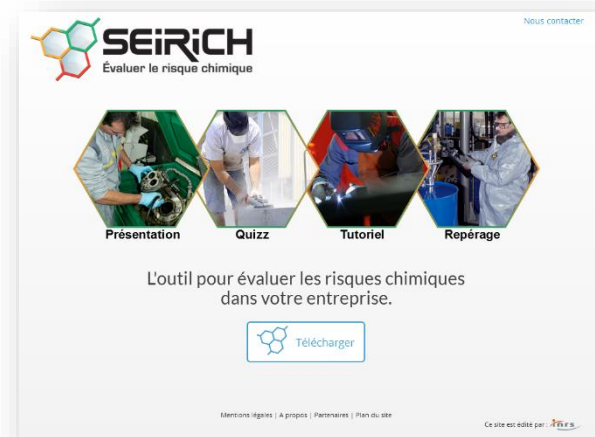 Nous contacter
SEIRICH
Évaluer le risque chimique
Présentation
Quizz
Tutoriel
Repérage
L'outil pour évaluer les risques chimiques
dans votre entreprise.
Télécharger
Mentions légales | A propos | Partenaires | Plan du site
Ce site est édité par : inrs